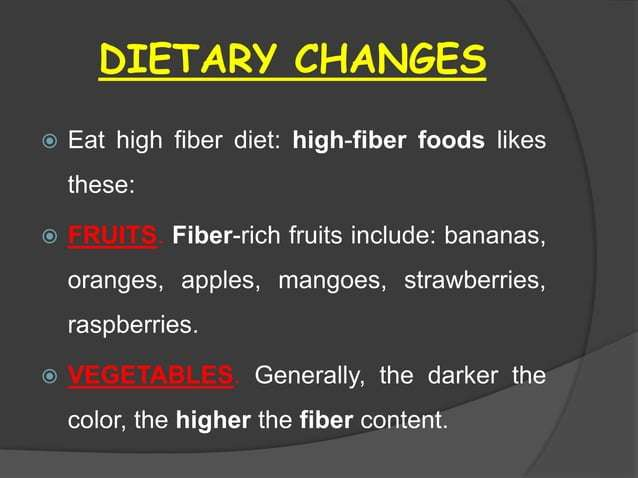 DIETARY CHANGES
Eat high fiber diet: high-fiber foods likes
these:
FRUITS. Fiber-rich fruits include: bananas,
oranges, apples, mangoes, strawberries,
raspberries.
VEGETABLES. Generally, the darker the
color, the higher the fiber content.